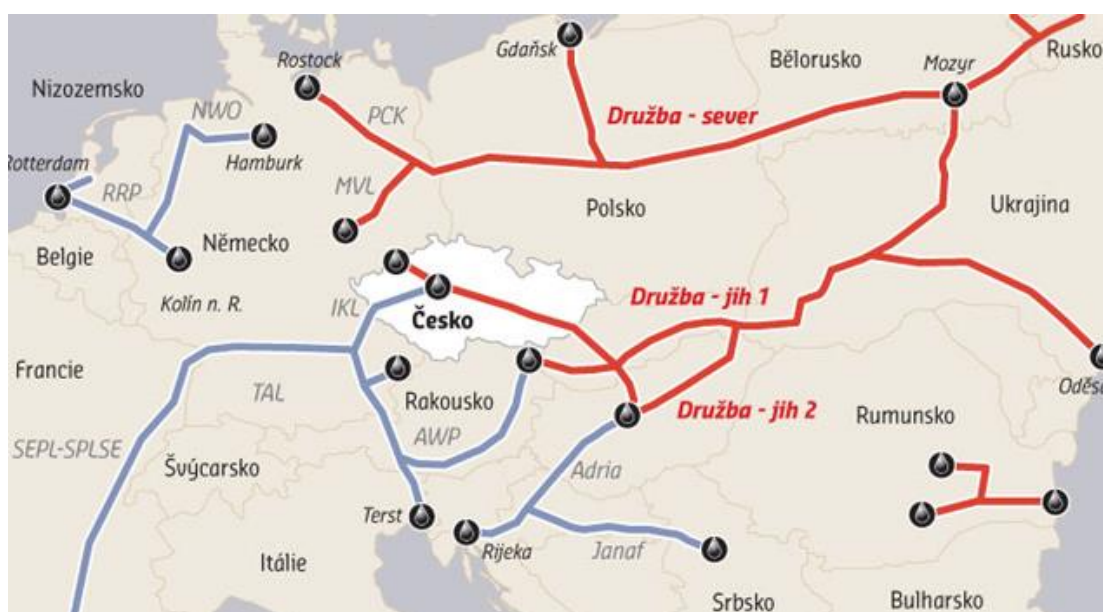 Gdaňsk
Bělorusko
Rusko
Rostock
Mozyr
Nizozemsko
NWO
PCK
Družba - sever
Hamburk
Rotterdam
RRP
MVL
Polsko
Ukrajina
Belgie
Německo
Kolín n. R.
IKL
Česko
Družba - jih 1
Francie
Oděsa
TAL
Rakousko
Družba - jih 2
Rumunsko
AWP
SEPL-SPLSE
Švýcarsko
Adria
Terst
Rijeka
Janaf
Itálie
Srbsko
Bulharsko